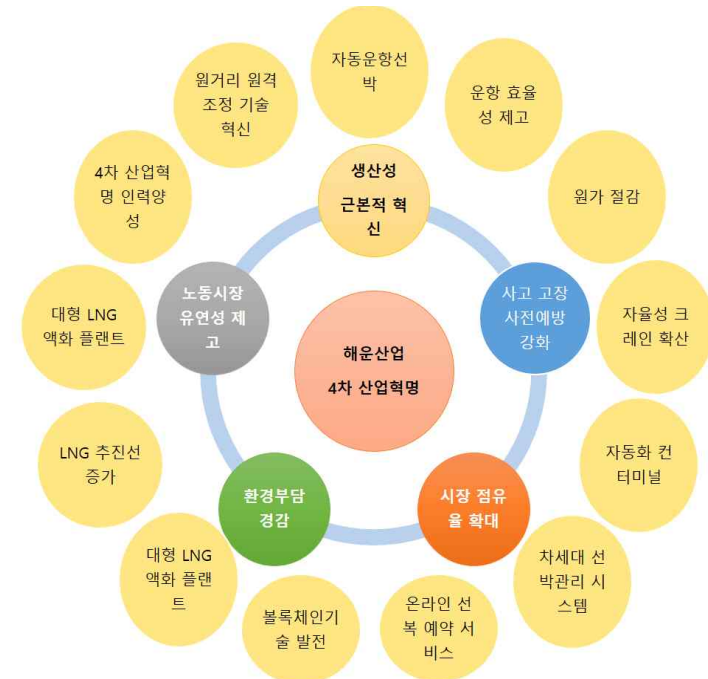 자동운항선
박
운항 효율
성 제고
원가 절감
자율성 크
레인 확산
자동화 컨
터미널
차세대 선
박관리 시
스템
온라인 선
복 예약 서
비스
볼록체인기
술 발전
대형 LNG
액화 플랜
트
LNG 추진선
증가
대형 LNG
액화 플랜트
4차 산업혁
명 인력양
성
원거리 원격
조정 기술
혁신
생산성
근본적 혁
신
사고 고장
사전예방
강화
시장 점유
율 확대
환경부담
경감
노동시장
유연성 제
고
해운산업
4차 산업혁명